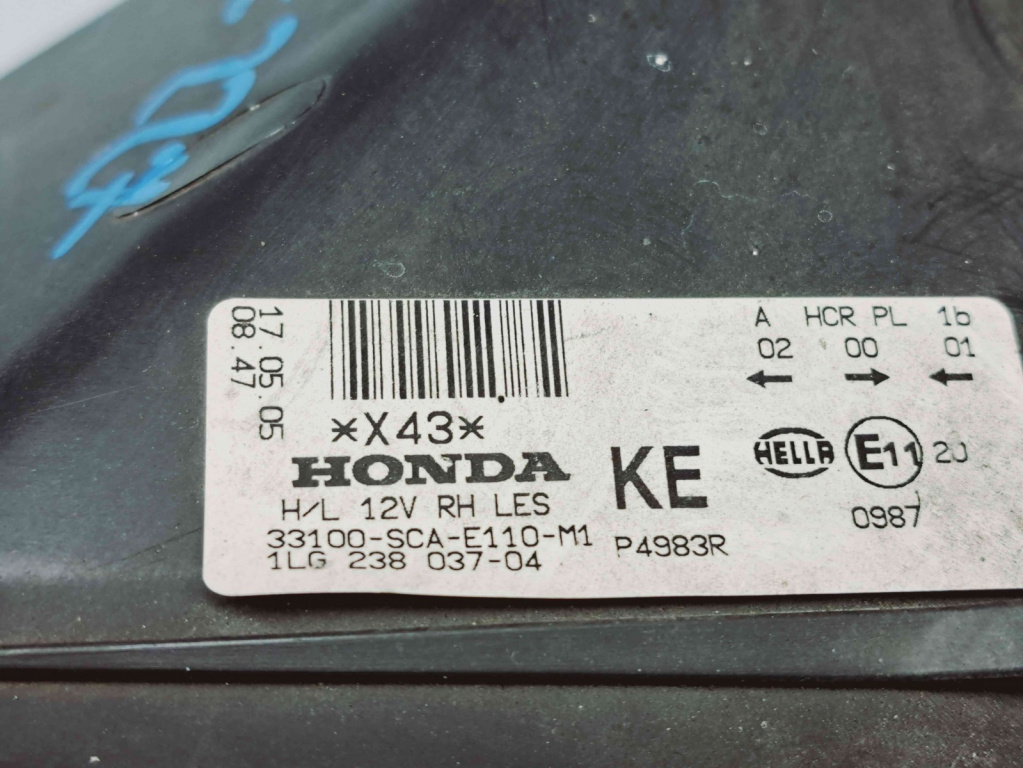 17.05.05
08.47
*X43*
HONDA
H/L 12V RH LES
33100-SCA-E110-M1
1LG 238 037-04
KE
P4983R
A HCR PL 1b
02 00 01
← → ←
HELLA E11 2J
0987